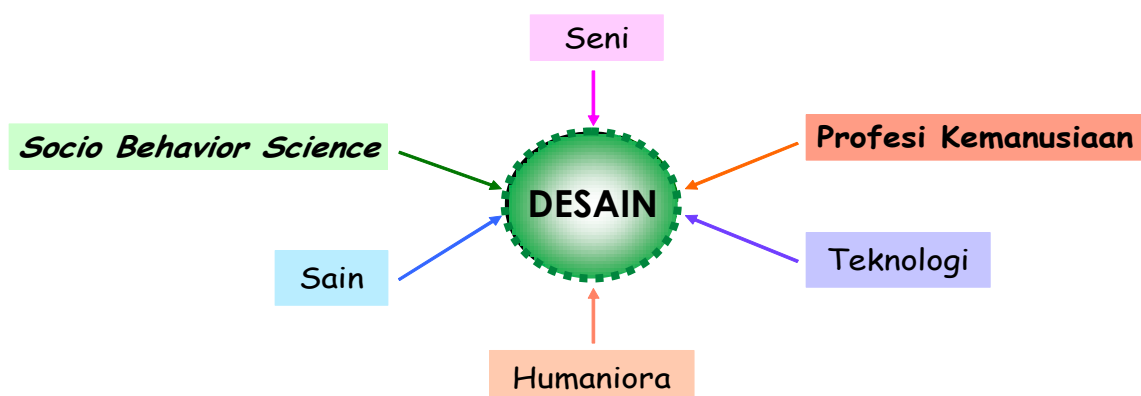 Seni
Socio Behavior Science
Profesi Kemanusiaan
DESAIN
Sain
Teknologi
Humaniora